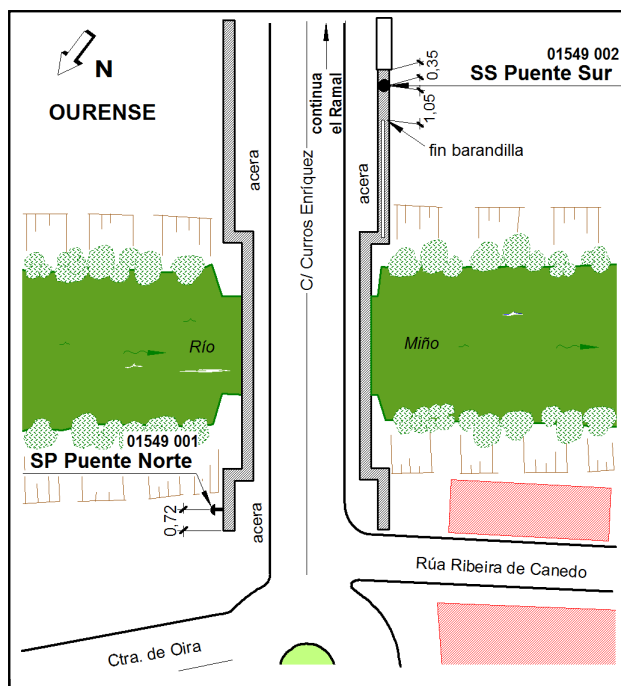 N
OURENSE
01549 002
SS Puente Sur
0,35
1,05
fin barandilla
continua
el Ramal
C/ Curros Enríquez
acera
acera
Río
Miño
01549 001
SP Puente Norte
0,72
acera
Rúa Ribeira de Canedo
Ctra. de Oira